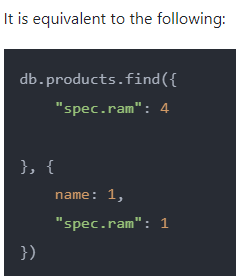 It is equivalent to the following:
db.products.find({
    "spec.ram": 4
}, {
    name: 1,
    "spec.ram": 1
})